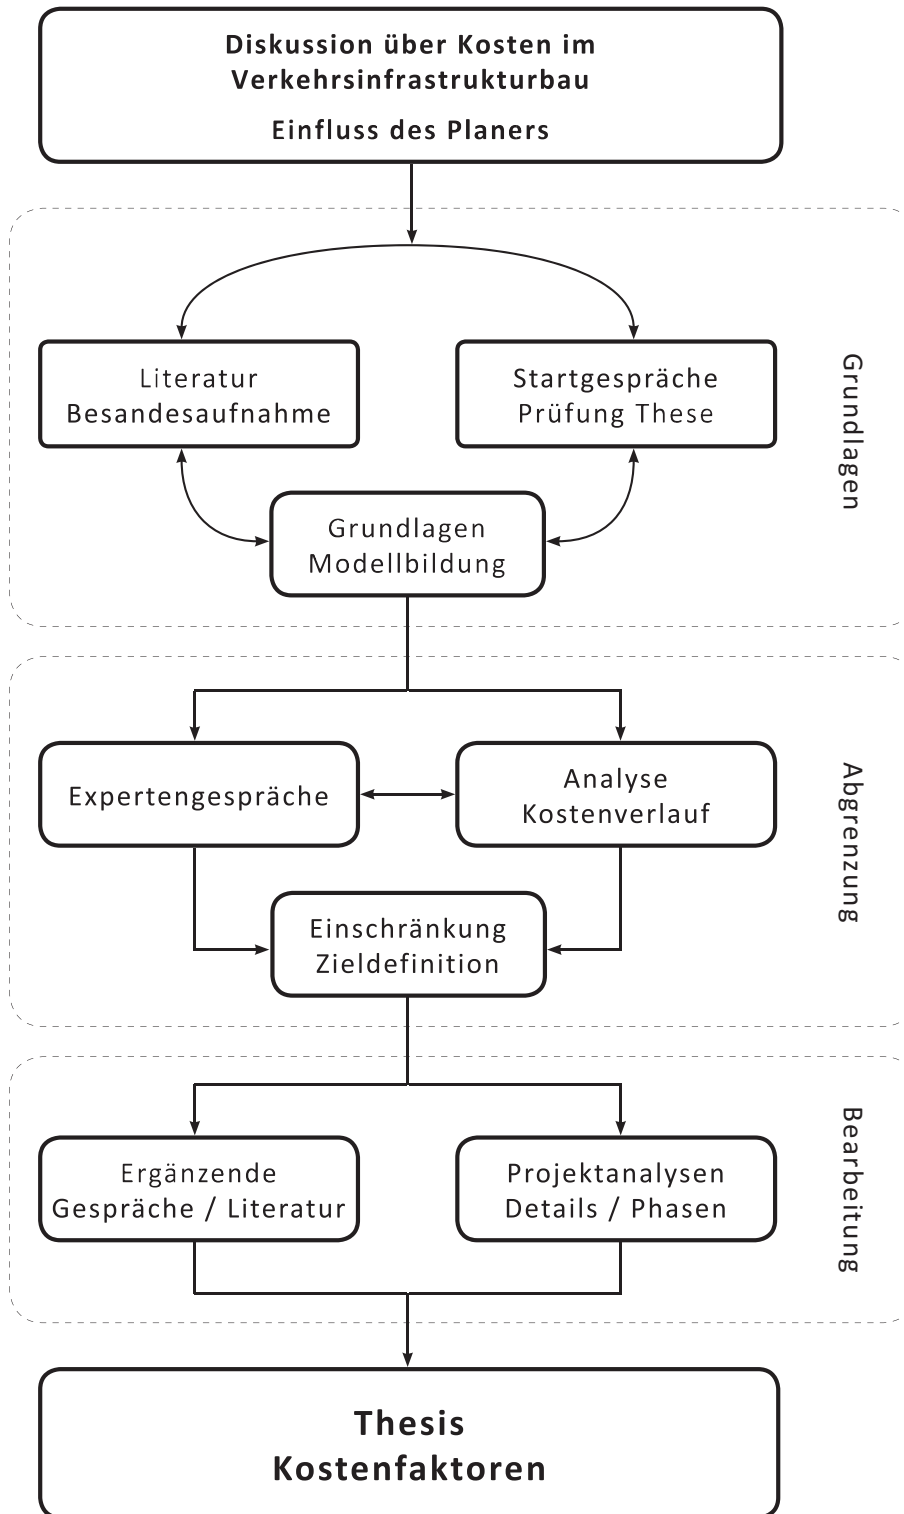 Diskussion über Kosten im
Verkehrsinfrastrukturbau
Einfluss des Planers
Literatur
Besandesaufnahme
Startgespräche
Prüfung These
Grundlagen
Modellbildung
Grundlagen
Expertengespräche
Analyse
Kostenverlauf
Einschränkung
Zieldefinition
Abgrenzung
Ergänzende
Gespräche / Literatur
Projektanalysen
Details / Phasen
Bearbeitung
Thesis
Kostenfaktoren